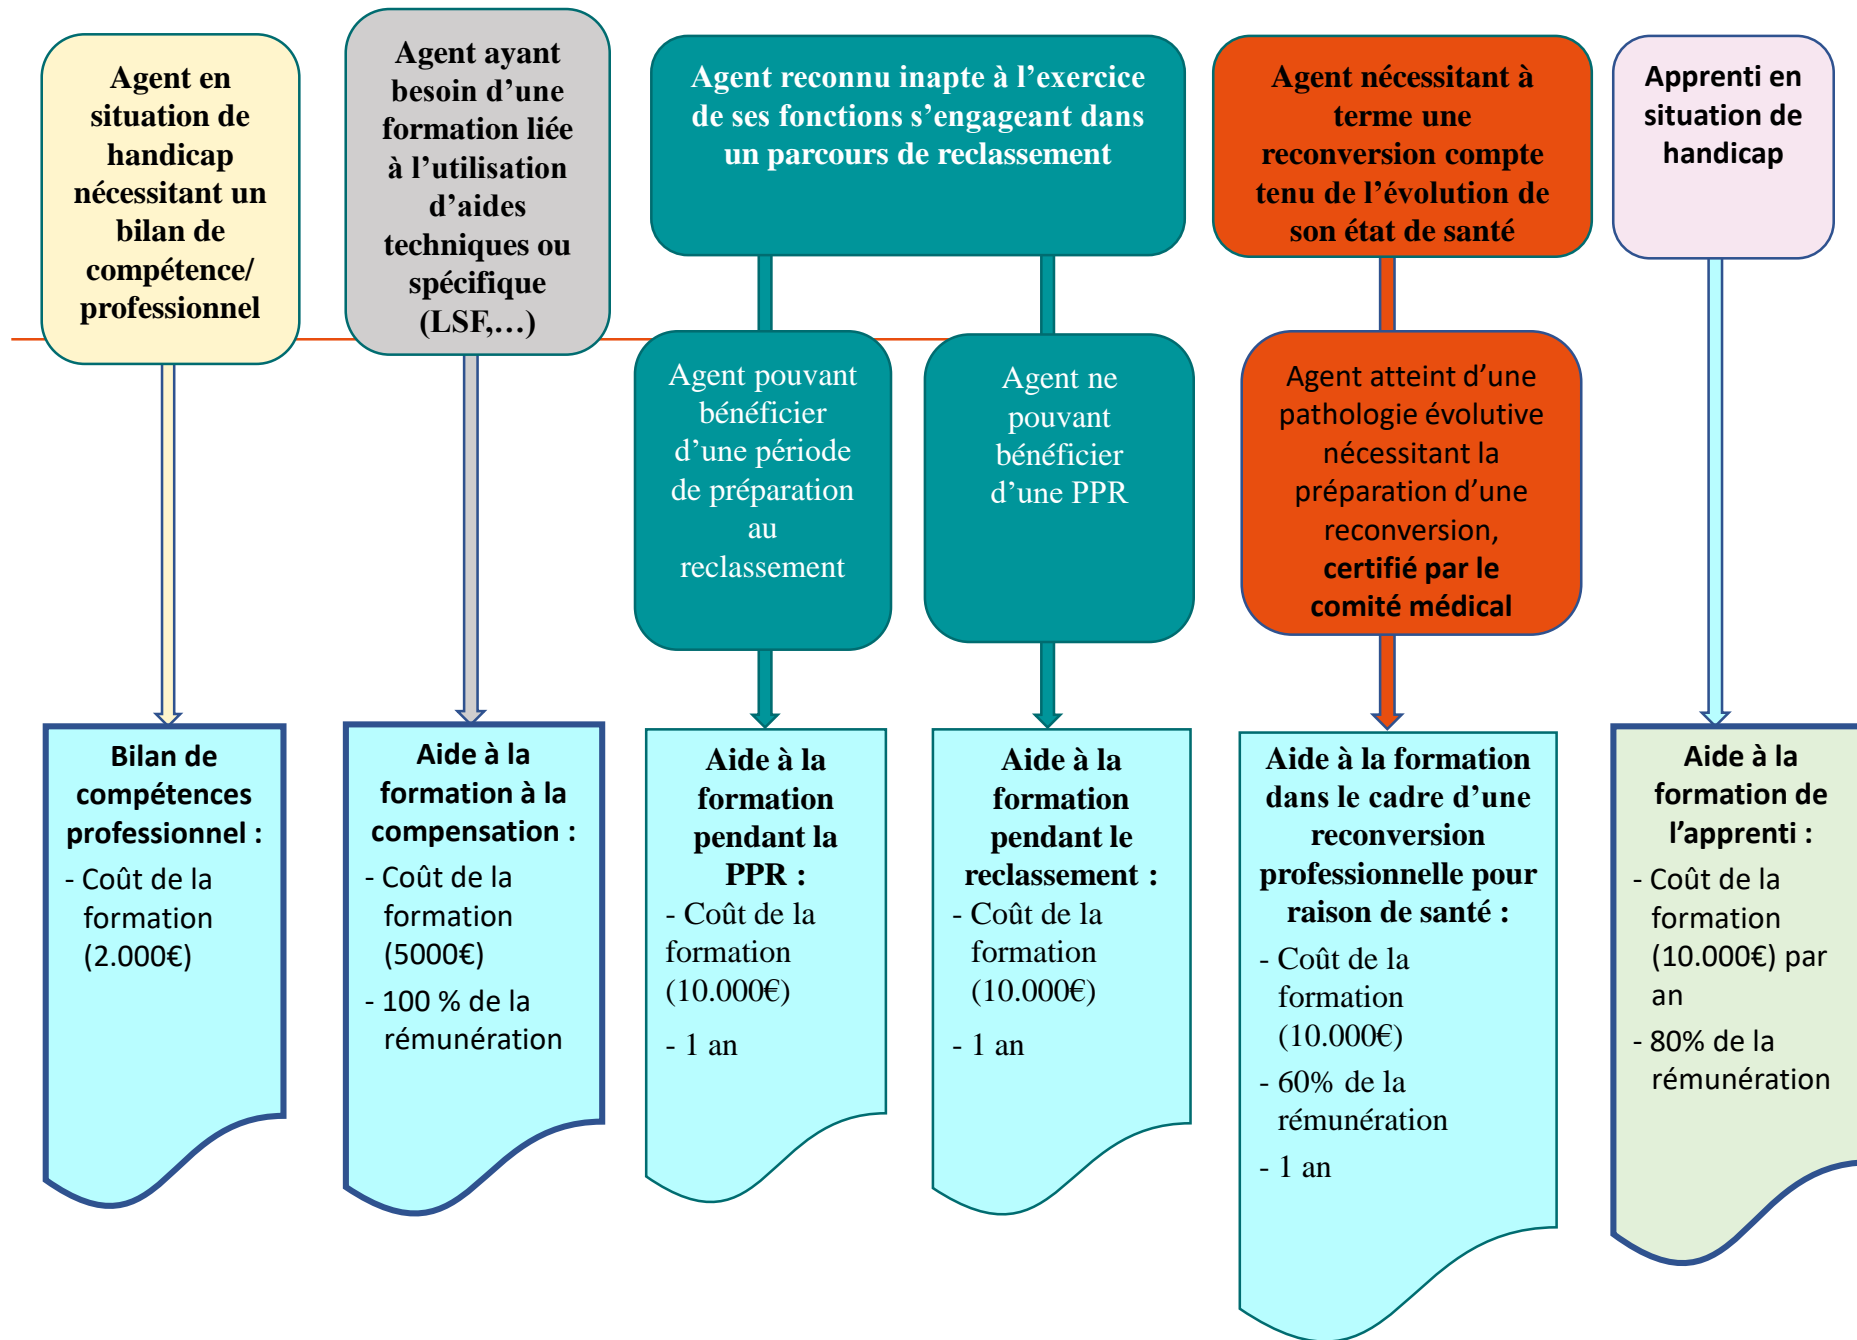 Agent en
situation de
handicap
nécessitant un
bilan de
compétence/
professionnel
Agent ayant
besoin d’une
formation liée
à l’utilisation
d’aides
techniques ou
spécifique
(LSF,…)
Agent reconnu inapte à l’exercice
de ses fonctions s’engageant dans
un parcours de reclassement
Agent nécessitant à
terme une
reconversion compte
tenu de l’évolution de
son état de santé
Apprenti en
situation de
handicap
Agent pouvant
bénéficier
d’une période
de préparation
au
reclassement
Agent ne
pouvant
bénéficier
d’une PPR
Agent atteint d’une
pathologie évolutive
nécessitant la
préparation d’une
reconversion,
certifié par le
comité médical
Bilan de
compétences
professionnel :
- Coût de la
formation
(2.000€)
Aide à la
formation à la
compensation :
- Coût de la
formation
(5000€)
- 100 % de la
rémunération
Aide à la
formation
pendant la
PPR :
- Coût de la
formation
(10.000€)
- 1 an
Aide à la
formation
pendant le
reclassement :
- Coût de la
formation
(10.000€)
- 1 an
Aide à la formation
dans le cadre d’une
reconversion
professionnelle pour
raison de santé :
- Coût de la
formation
(10.000€)
- 60% de la
rémunération
- 1 an
Aide à la
formation de
l’apprenti :
- Coût de la
formation
(10.000€) par
an
- 80% de la
rémunération